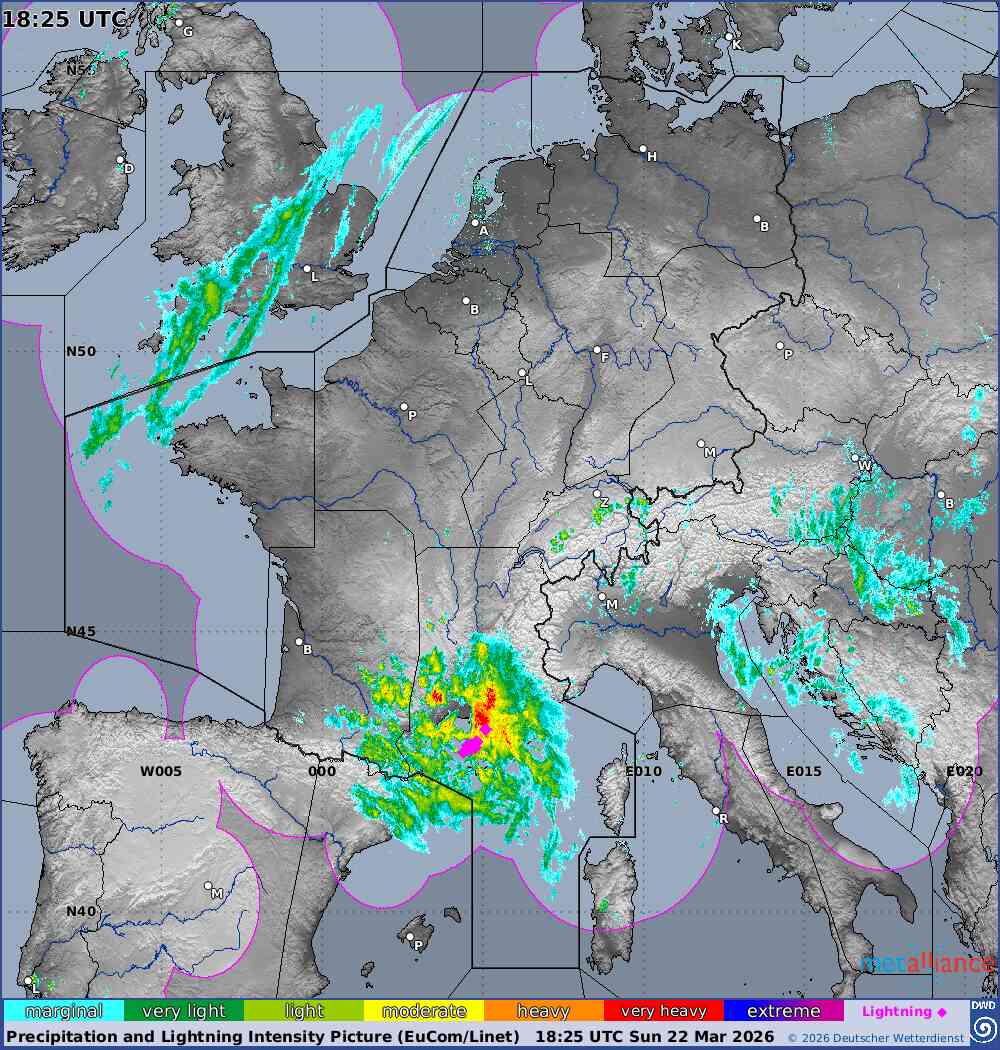 18:25 UTC
G
K
N55
D
H
A
B
L
B
N50
F
P
L
P
M
W
Z
B
M
N45
B
W005
000
E010
E015
E020
R
M
N40
P
L
metalliance
marginal
very light
light
moderate
heavy
very heavy
extreme
Lightning ◆
DWD
Precipitation and Lightning Intensity Picture (EuCom/Linet) 18:25 UTC Sun 22 Mar 2026 © 2026 Deutscher Wetterdienst